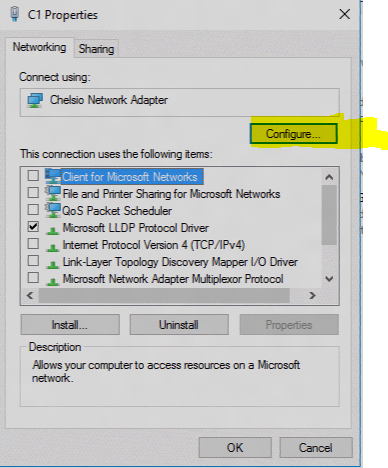 C1 Properties
Networking Sharing
Connect using:
Chelsio Network Adapter
Configure...
This connection uses the following items:
Client for Microsoft Networks
File and Printer Sharing for Microsoft Networks
QoS Packet Scheduler
Microsoft LLDP Protocol Driver
Internet Protocol Version 4 (TCP/IPv4)
Link-Layer Topology Discovery Mapper I/O Driver
Microsoft Network Adapter Multiplexor Protocol
Install... Uninstall Properties
Description
Allows your computer to access resources on a Microsoft
network.
OK Cancel